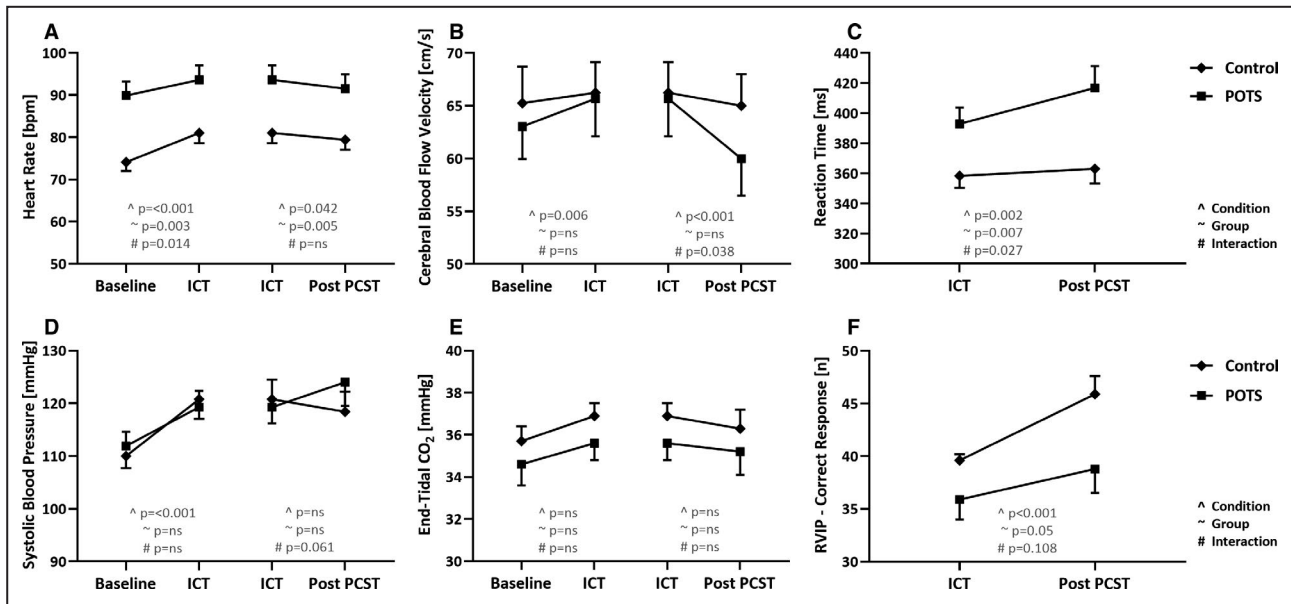 A
Heart Rate [bpm]
100
90
80
70
60
50
^ p=<0.001
~ p=0.003
# p=0.014
^ p=0.042
~ p=0.005
# p=ns
Baseline
ICT
ICT
Post PCST
B
Cerebral Blood Flow Velocity [cm/s]
70
65
60
55
50
^ p=0.006
~ p=ns
# p=ns
^ p<0.001
~ p=ns
# p=0.038
Baseline
ICT
ICT
Post PCST
C
Reaction Time [ms]
440
420
400
380
360
340
320
300
^ p=0.002
~ p=0.007
# p=0.027
ICT
Post PCST
Control
POTS
^ Condition
~ Group
# Interaction
D
Systolic Blood Pressure [mmHg]
130
120
110
100
90
^ p=<0.001
~ p=ns
# p=ns
^ p=ns
~ p=ns
# p=0.061
Baseline
ICT
ICT
Post PCST
E
End-Tidal CO₂ [mmHg]
40
38
36
34
32
30
^ p=ns
~ p=ns
# p=ns
^ p=ns
~ p=ns
# p=ns
Baseline
ICT
ICT
Post PCST
F
RVIP - Correct Response [n]
50
45
40
35
30
^ p<0.001
~ p=0.05
# p=0.108
ICT
Post PCST
Control
POTS
^ Condition
~ Group
# Interaction